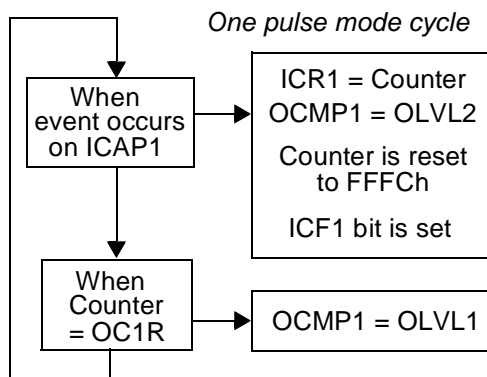 One pulse mode cycle
When
event occurs
on ICAP1
ICR1 = Counter
OCMP1 = OLVL2
Counter is reset
to FFFCh
ICF1 bit is set
When
Counter
= OC1R
OCMP1 = OLVL1